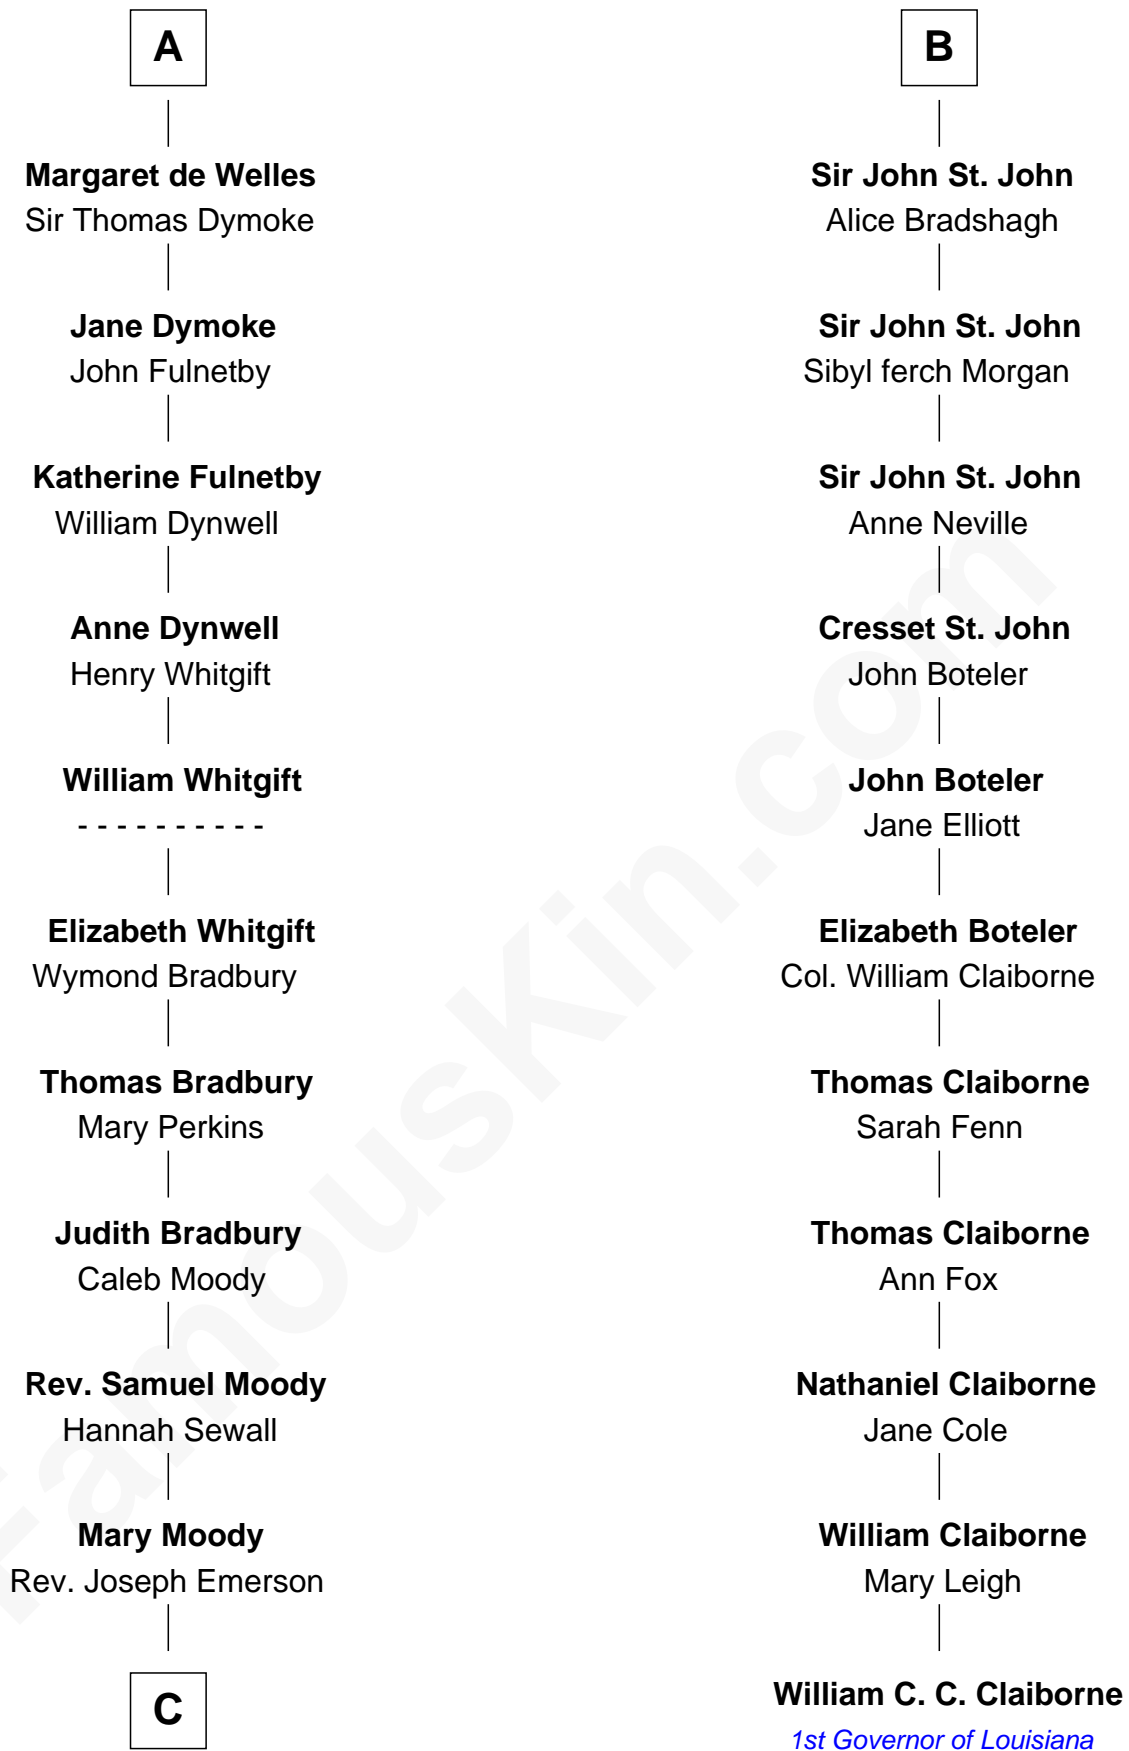 A
Margaret de Welles
Sir Thomas Dymoke
Jane Dymoke
John Fulnetby
Katherine Fulnetby
William Dynwell
Anne Dynwell
Henry Whitgift
William Whitgift
- - - - - - - - - -
Elizabeth Whitgift
Wymond Bradbury
Thomas Bradbury
Mary Perkins
Judith Bradbury
Caleb Moody
Rev. Samuel Moody
Hannah Sewall
Mary Moody
Rev. Joseph Emerson
C
B
Sir John St. John
Alice Bradshagh
Sir John St. John
Sibyl ferch Morgan
Sir John St. John
Anne Neville
Cresset St. John
John Boteler
John Boteler
Jane Elliott
Elizabeth Boteler
Col. William Claiborne
Thomas Claiborne
Sarah Fenn
Thomas Claiborne
Ann Fox
Nathaniel Claiborne
Jane Cole
William Claiborne
Mary Leigh
William C. C. Claiborne
1st Governor of Louisiana
FamousKin.com